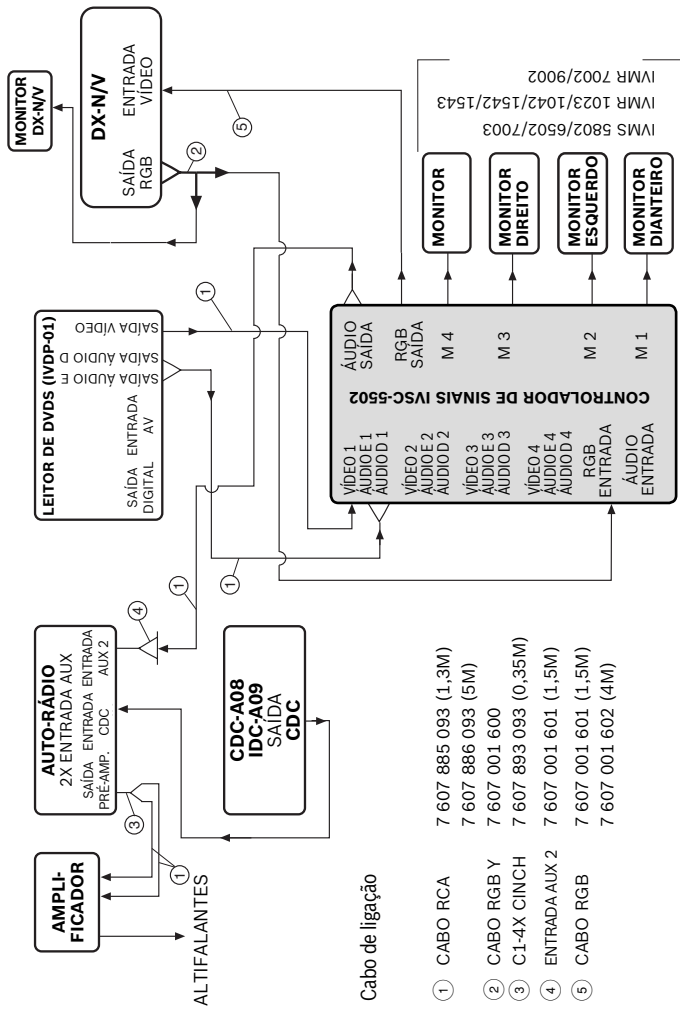 AMPLI-
FICADOR
ALTIFALANTES
AUTO-RÁDIO
2X ENTRADA AUX
SAÍDA ENTRADA ENTRADA
PRÉ-AMP. CDC AUX 2
3
1
4
1
1
CDC-A08
IDC-A09
SAÍDA
CDC
LEITOR DE DVDS (IVDP-01)
SAÍDA ENTRADA
DIGITAL AV
SAÍDA ÁUDIO E
SAÍDA ÁUDIO D
SAÍDA VÍDEO
1
MONITOR
DX-N/V
DX-N/V
SAÍDA
RGB
ENTRADA
VÍDEO
2
5
CONTROLADOR DE SINAIS IVSC-5502
VÍDEO 1
ÁUDIO E 1
ÁUDIO D 1
VÍDEO 2
ÁUDIO E 2
ÁUDIO D 2
VÍDEO 3
ÁUDIO E 3
ÁUDIO D 3
VÍDEO 4
ÁUDIO E 4
ÁUDIO D 4
RGB
ENTRADA
ÁUDIO
ENTRADA
ÁUDIO
SAÍDA
RGB
SAÍDA
M 4
M 3
M 2
M 1
MONITOR
MONITOR
DIREITO
MONITOR
ESQUERDO
MONITOR
DIANTEIRO
IVMS 5802/6502/7003
IVMR 1023/1042/1542/1543
IVMR 7002/9002
Cabo de ligação
1 CABO RCA 7 607 885 093 (1,3M)
7 607 886 093 (5M)
2 CABO RGB Y 7 607 001 600
3 C1-4X CINCH 7 607 893 093 (0,35M)
4 ENTRADA AUX 2 7 607 001 601 (1,5M)
5 CABO RGB 7 607 001 601 (1,5M)
7 607 001 602 (4M)